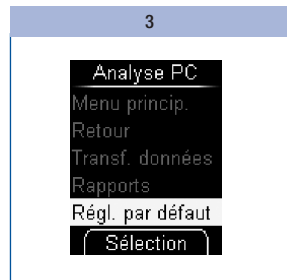 3
Analyse PC
Menu princip.
Retour
Transf. données
Rapports
Régl. par défaut
Sélection